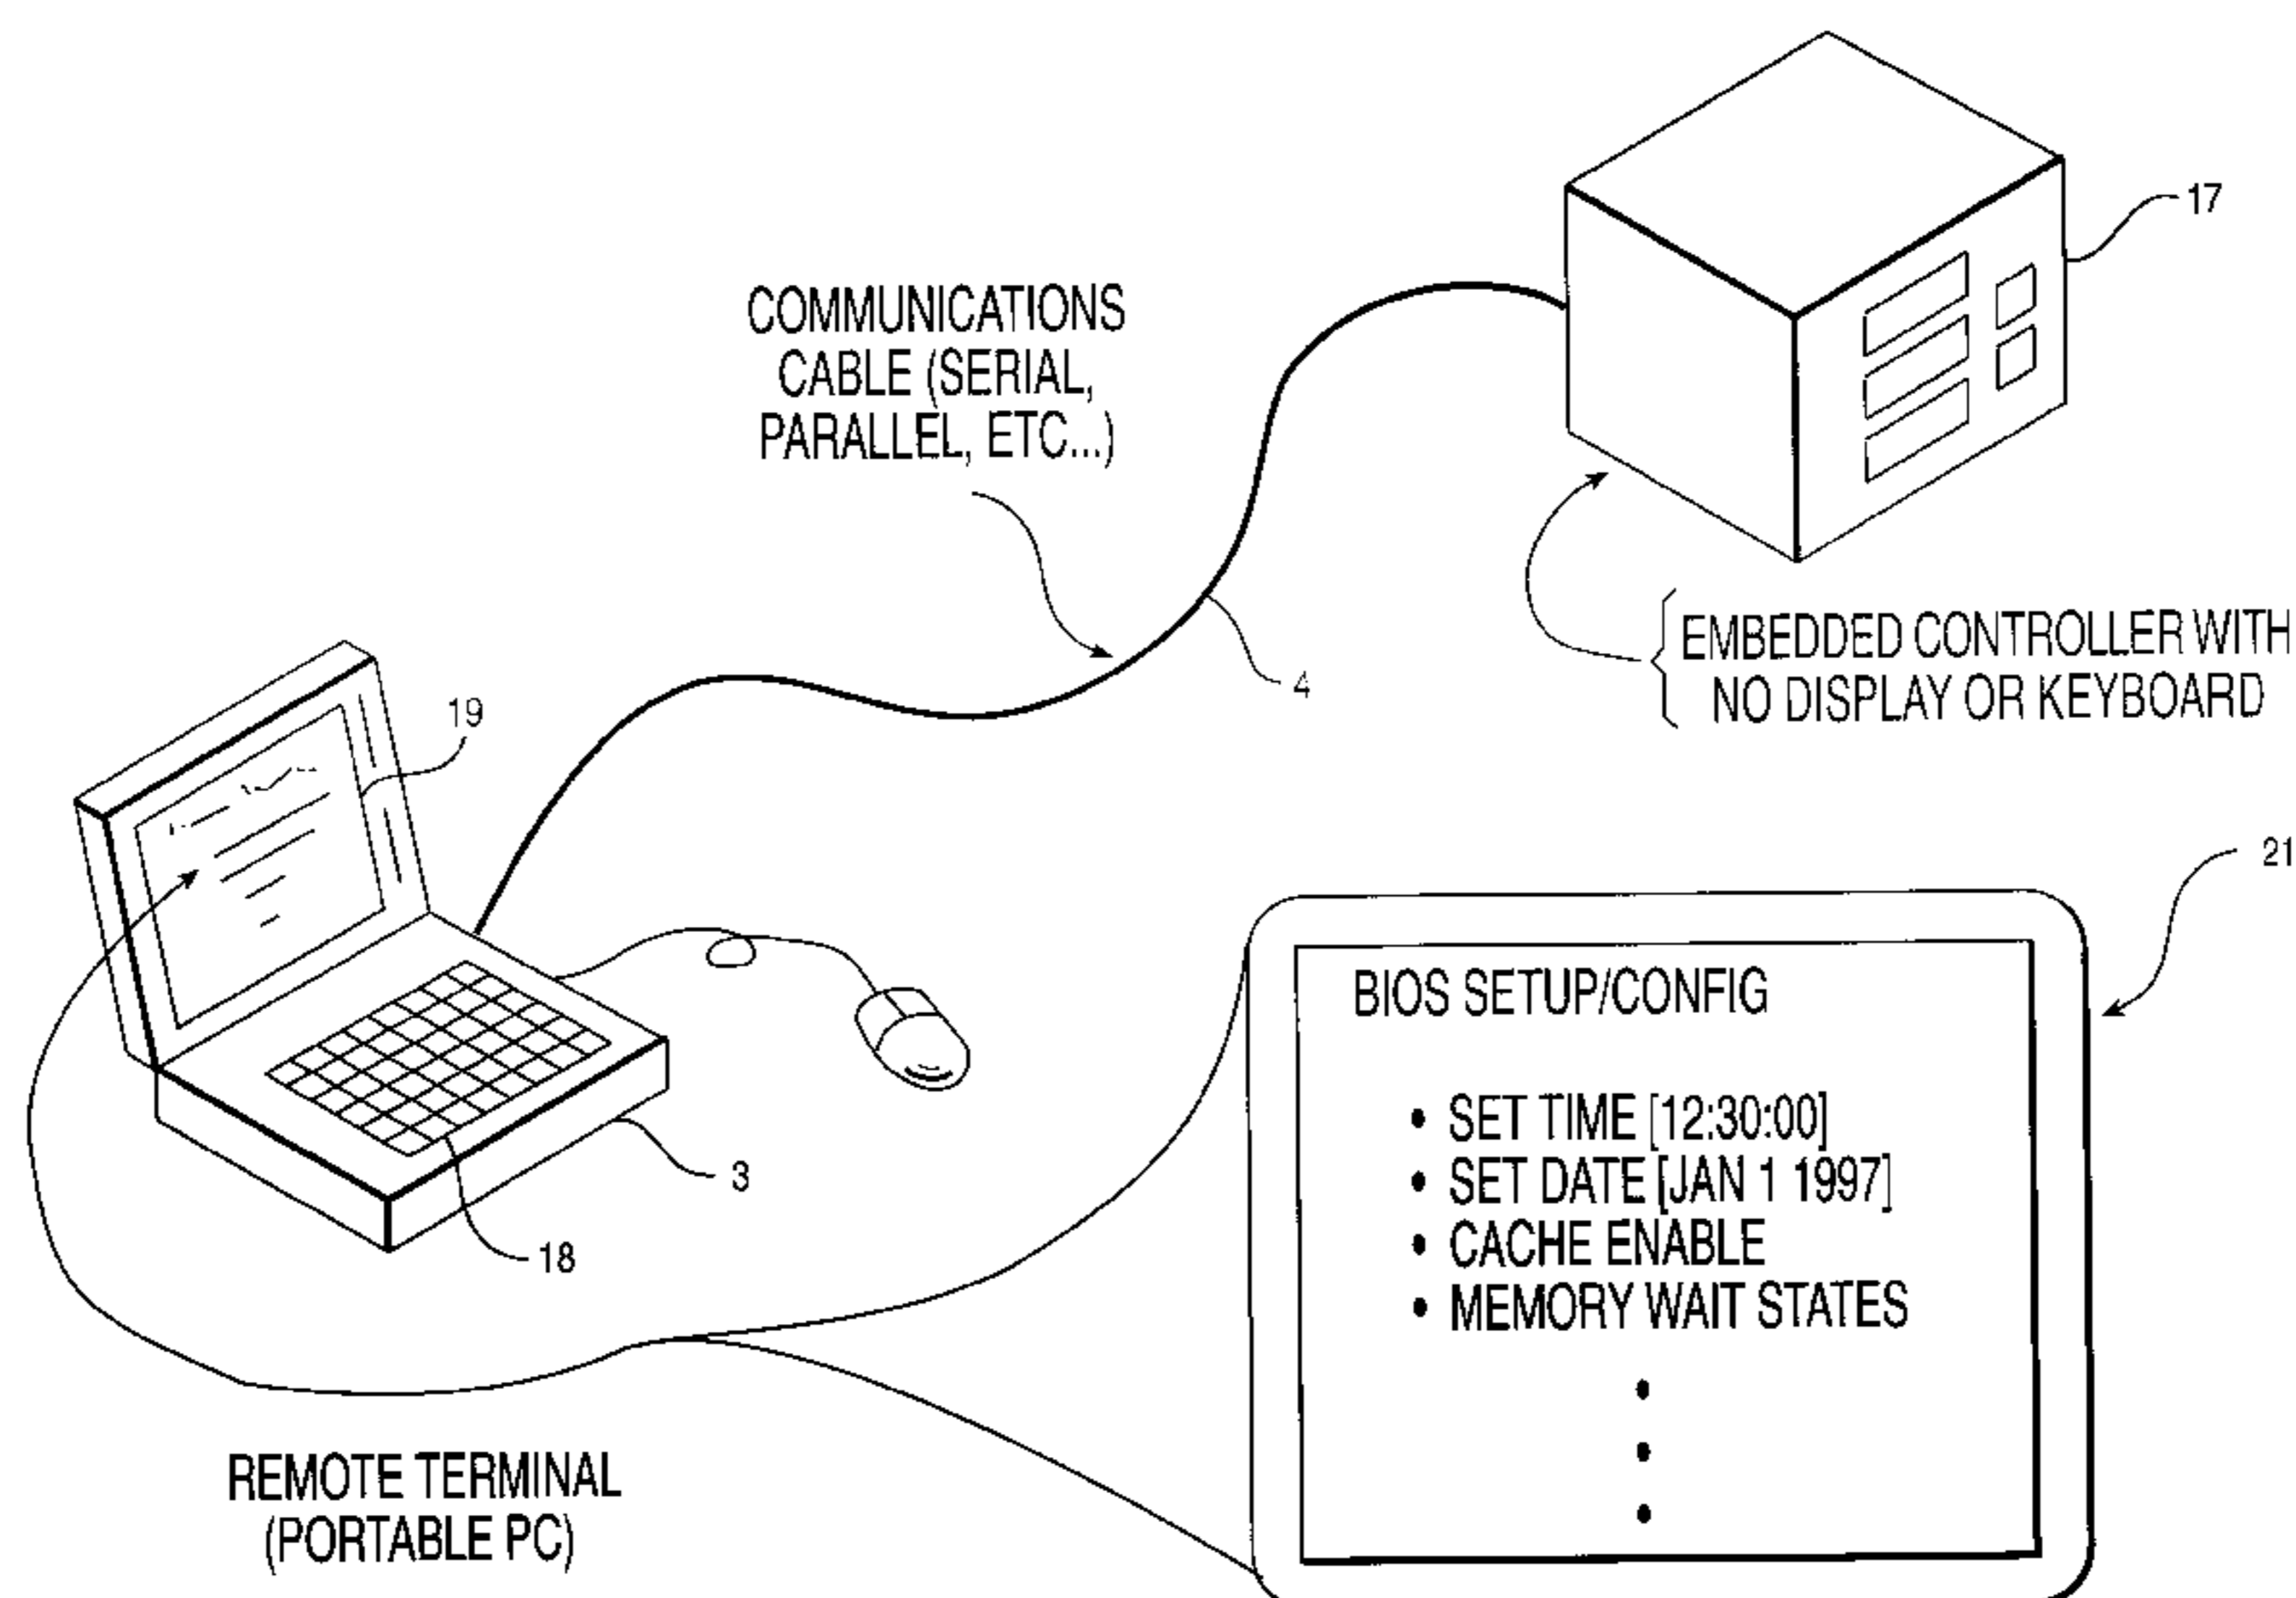 17
COMMUNICATIONS
CABLE (SERIAL,
PARALLEL, ETC...)
EMBEDDED CONTROLLER WITH
NO DISPLAY OR KEYBOARD
4
19
21
BIOS SETUP/CONFIG
• SET TIME [12:30:00]
• SET DATE [JAN 1 1997]
• CACHE ENABLE
• MEMORY WAIT STATES
3
18
REMOTE TERMINAL
(PORTABLE PC)